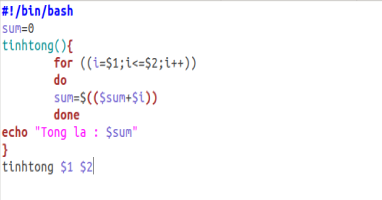 #!/bin/bash
sum=0
tinhtong(){
        for ((i=$1;i<=$2;i++))
        do
        sum=$(($sum+$i))
        done
echo "Tong la : $sum"
}
tinhtong $1 $2